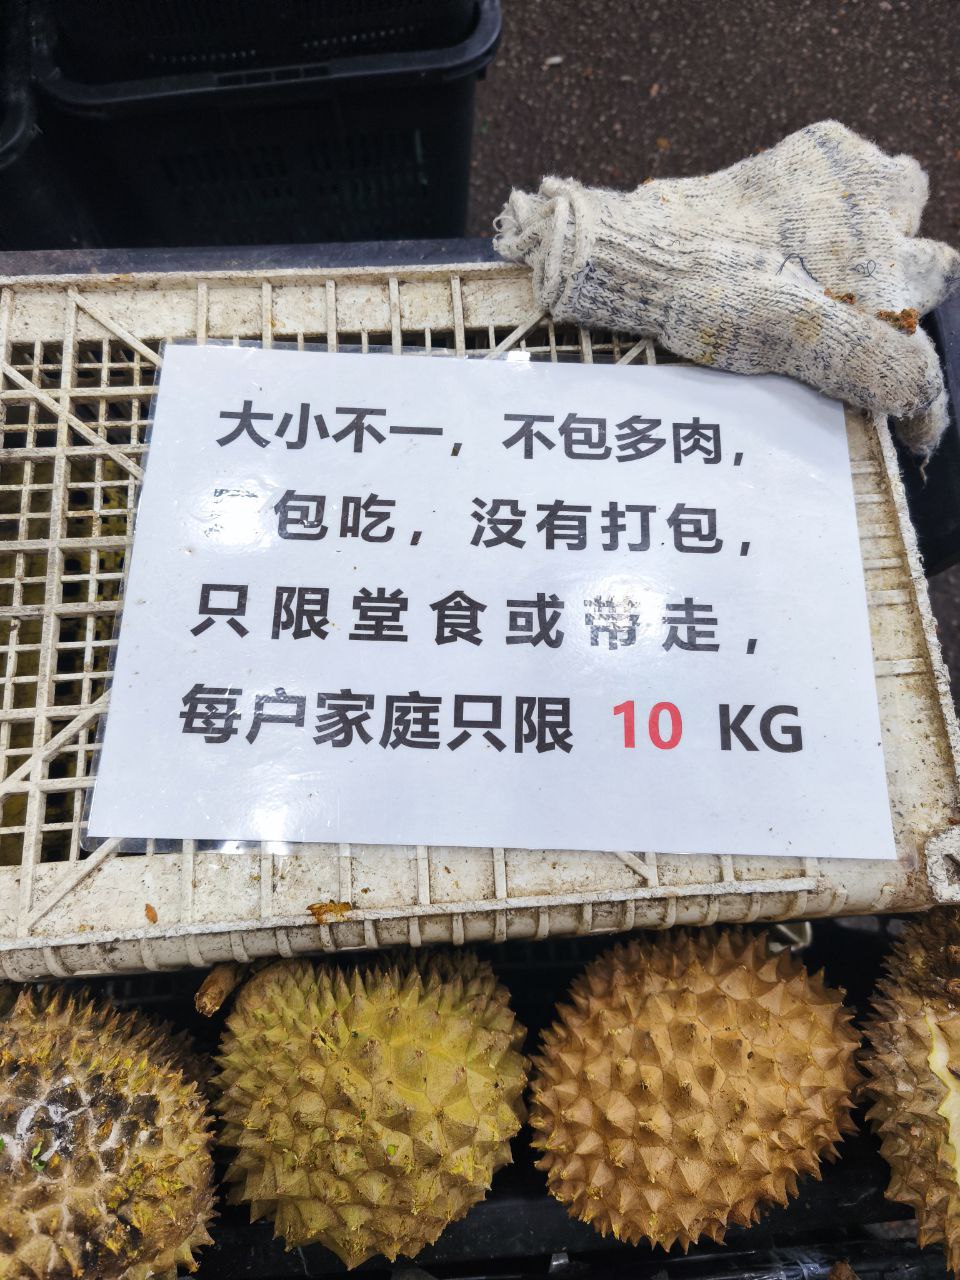 大小不一，不包多肉，
包吃，没有打包，
只限堂食或带走，
每户家庭只限 10 KG